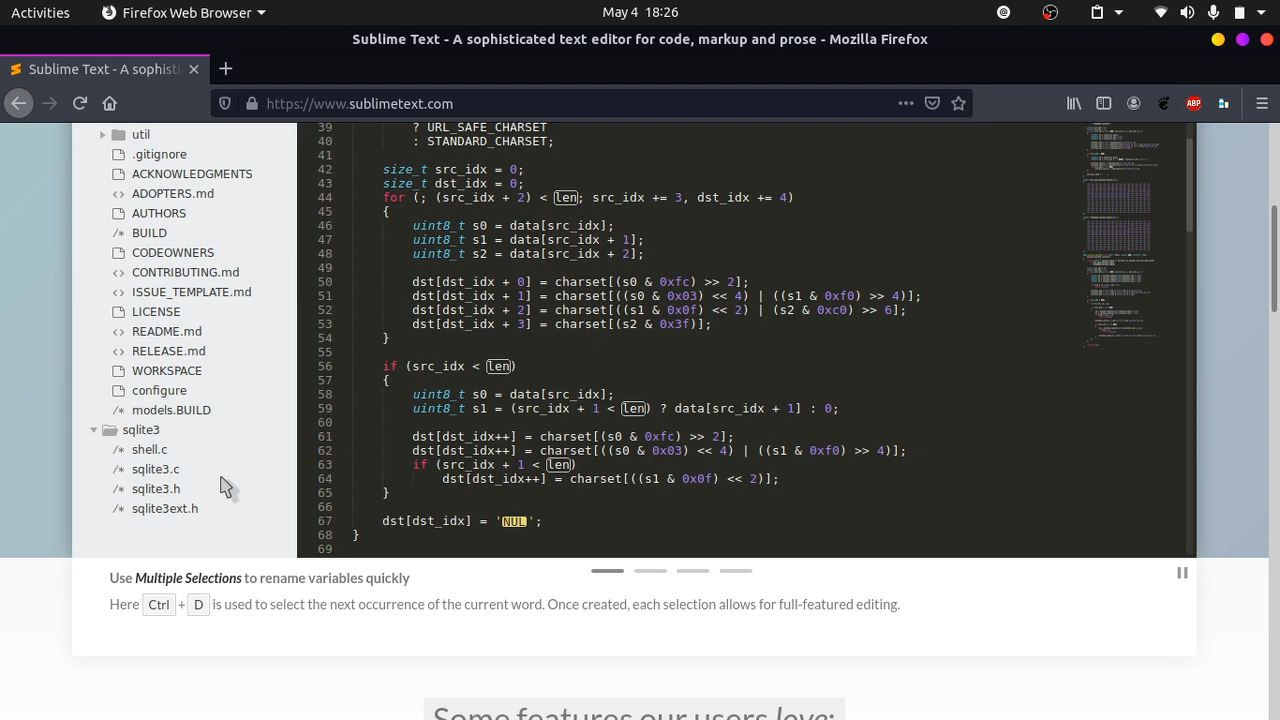 Activities
Firefox Web Browser
May 4 18:26
Sublime Text - A sophisticated text editor for code, markup and prose - Mozilla Firefox
Sublime Text - A sophisti
https://www.sublimetext.com
ABP
util
.gitignore
ACKNOWLEDGMENTS
ADOPTERS.md
AUTHORS
BUILD
CODEOWNERS
CONTRIBUTING.md
ISSUE_TEMPLATE.md
LICENSE
README.md
RELEASE.md
WORKSPACE
configure
models.BUILD
sqlite3
shell.c
sqlite3.c
sqlite3.h
sqlite3ext.h
39 ? URL_SAFE_CHARSET
40 : STANDARD_CHARSET;
41
42 size_t src_idx = 0;
43 size_t dst_idx = 0;
44 for (; (src_idx + 2) < len; src_idx += 3, dst_idx += 4)
45 {
46 uint8_t s0 = data[src_idx];
47 uint8_t s1 = data[src_idx + 1];
48 uint8_t s2 = data[src_idx + 2];
49
50 dst[dst_idx + 0] = charset[(s0 & 0xfc) >> 2];
51 dst[dst_idx + 1] = charset[((s0 & 0x03) << 4) | ((s1 & 0xf0) >> 4)];
52 dst[dst_idx + 2] = charset[((s1 & 0x0f) << 2) | (s2 & 0xc0) >> 6];
53 dst[dst_idx + 3] = charset[(s2 & 0x3f)];
54 }
55
56 if (src_idx < len)
57 {
58 uint8_t s0 = data[src_idx];
59 uint8_t s1 = (src_idx + 1 < len) ? data[src_idx + 1] : 0;
60
61 dst[dst_idx++] = charset[(s0 & 0xfc) >> 2];
62 dst[dst_idx++] = charset[((s0 & 0x03) << 4) | ((s1 & 0xf0) >> 4)];
63 if (src_idx + 1 < len)
64 dst[dst_idx++] = charset[((s1 & 0x0f) << 2)];
65 }
66
67 dst[dst_idx] = 'NUL';
68 }
69
Use Multiple Selections to rename variables quickly
Here Ctrl + D is used to select the next occurrence of the current word. Once created, each selection allows for full-featured editing.
Some features our users love: